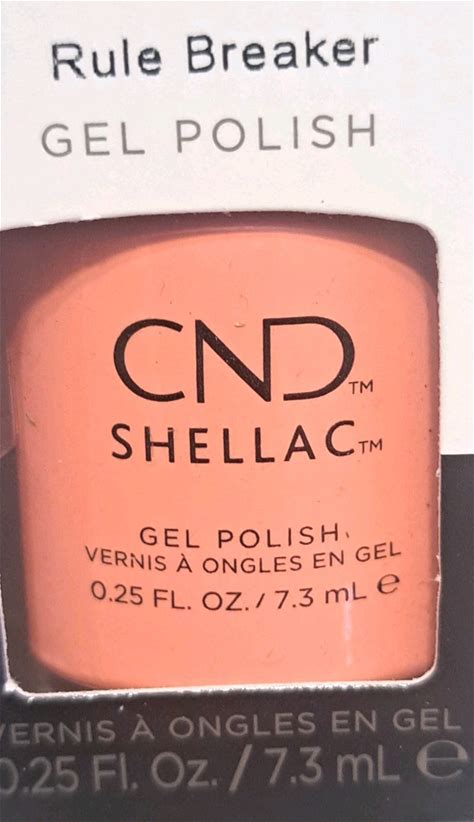 Rule Breaker
GEL POLISH
CND™
SHELLAC™
GEL POLISH
VERNIS À ONGLES EN GEL
0.25 FL. OZ. / 7.3 mL ℮
VERNIS À ONGLES EN GEL
0.25 Fl. Oz. / 7.3 mL ℮